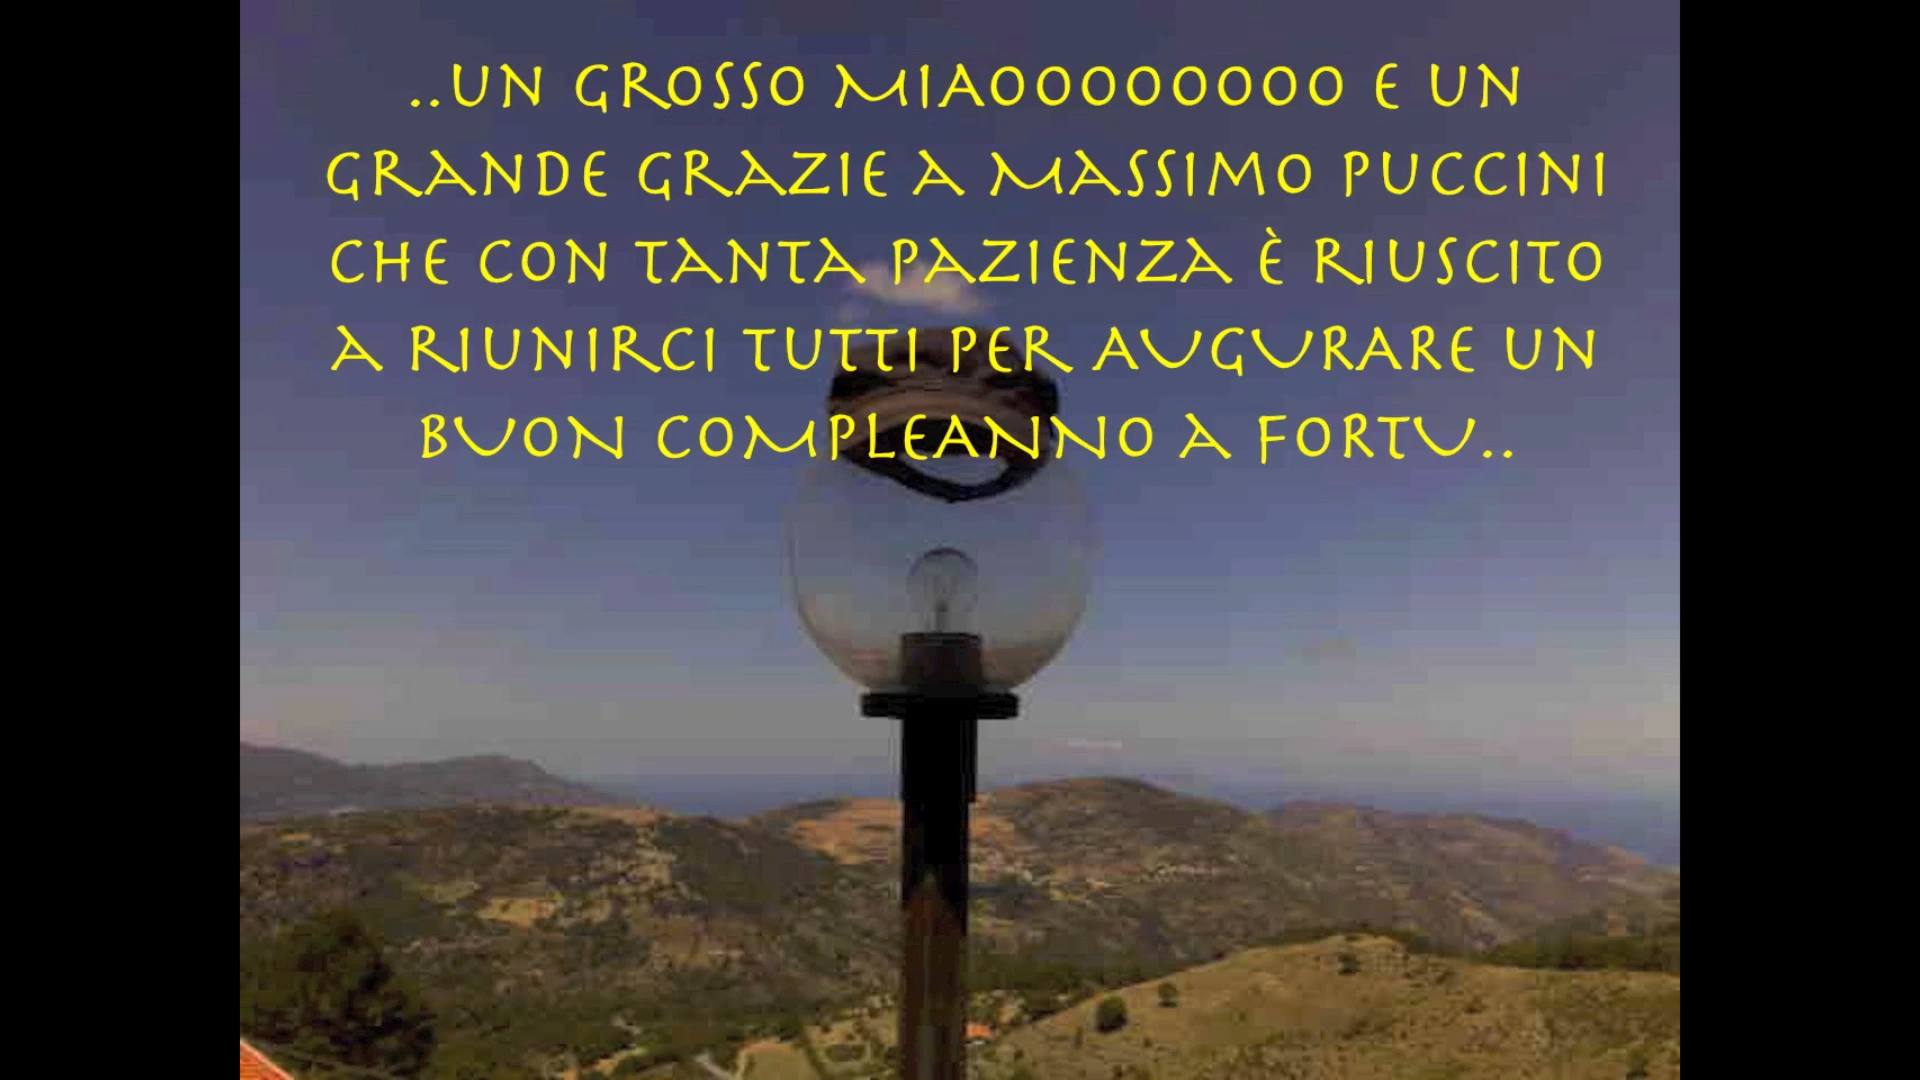 ..UN GROSSO MIAOOOOOOOO E UN
GRANDE GRAZIE A MASSIMO PUCCINI
CHE CON TANTA PAZIENZA È RIUSCITO
A RIUNIRCI TUTTI PER AUGURARE UN
BUON COMPLEANNO A FORTU..